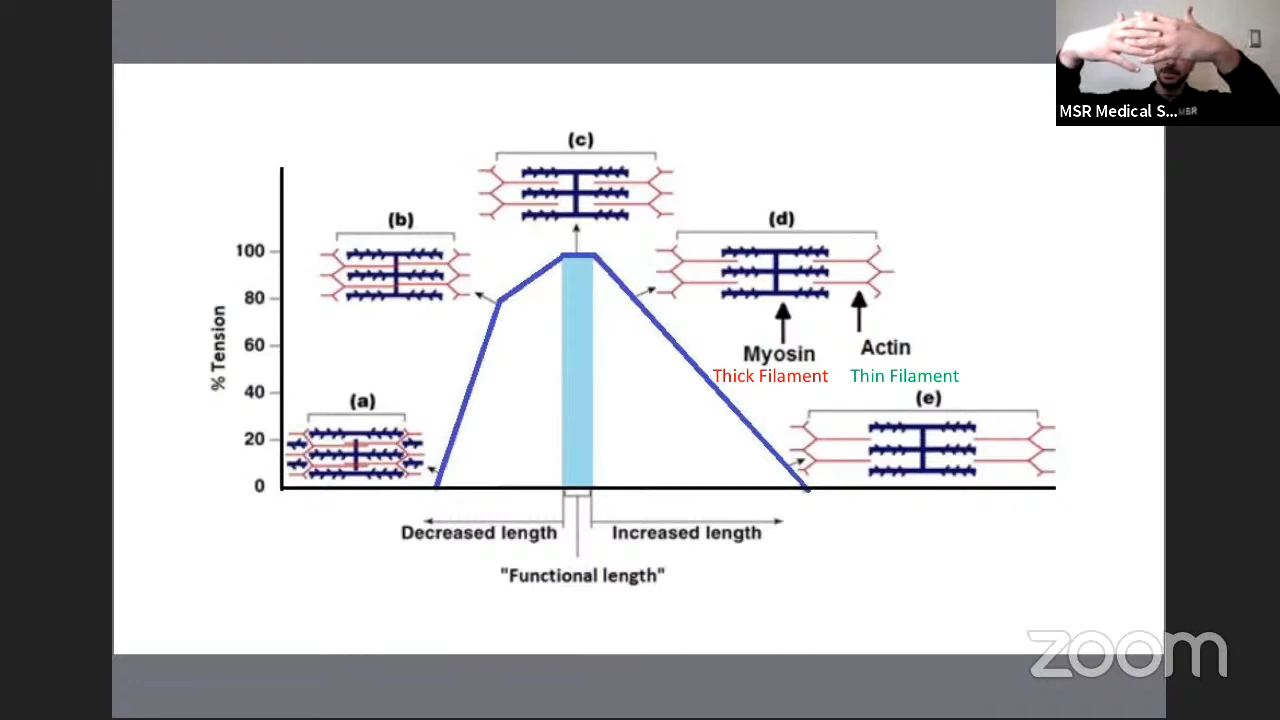 MSR Medical S...
MSR
(c)
(b)
(d)
100
80
60
40
20
0
% Tension
Myosin
Actin
Thick Filament
Thin Filament
(a)
(e)
Decreased length
Increased length
"Functional length"
zoom